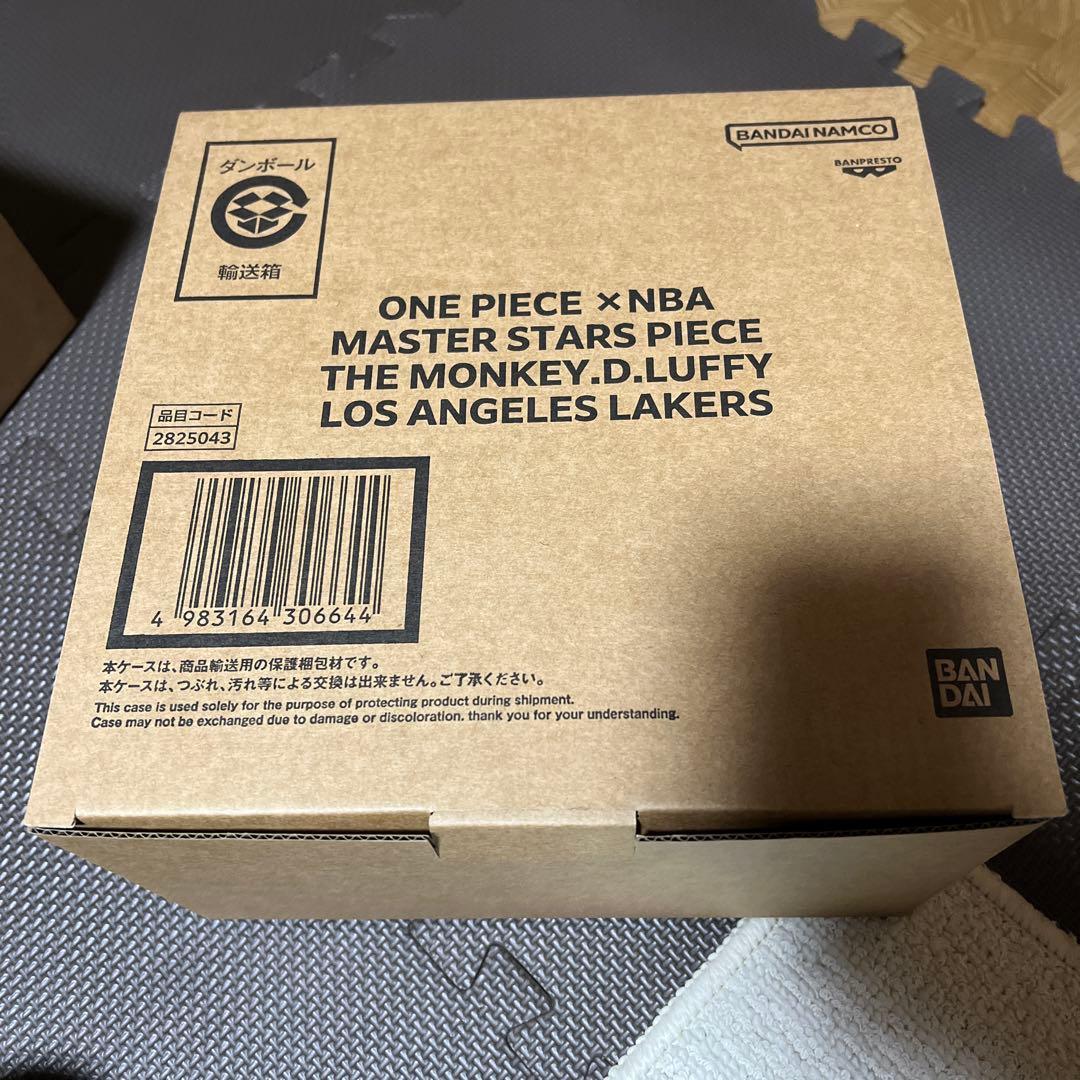 ダンボール
輸送箱
BANDAI NAMCO
BANPRESTO
ONE PIECE ×NBA
MASTER STARS PIECE
THE MONKEY.D.LUFFY
LOS ANGELES LAKERS
品目コード
2825043
4 983164 306644
本ケースは、商品輸送用の保護梱包材です。
本ケースは、つぶれ、汚れ等による交換は出来ません。ご了承ください。
This case is used solely for the purpose of protecting product during shipment.
Case may not be exchanged due to damage or discoloration. thank you for your understanding.
BAN
DAI